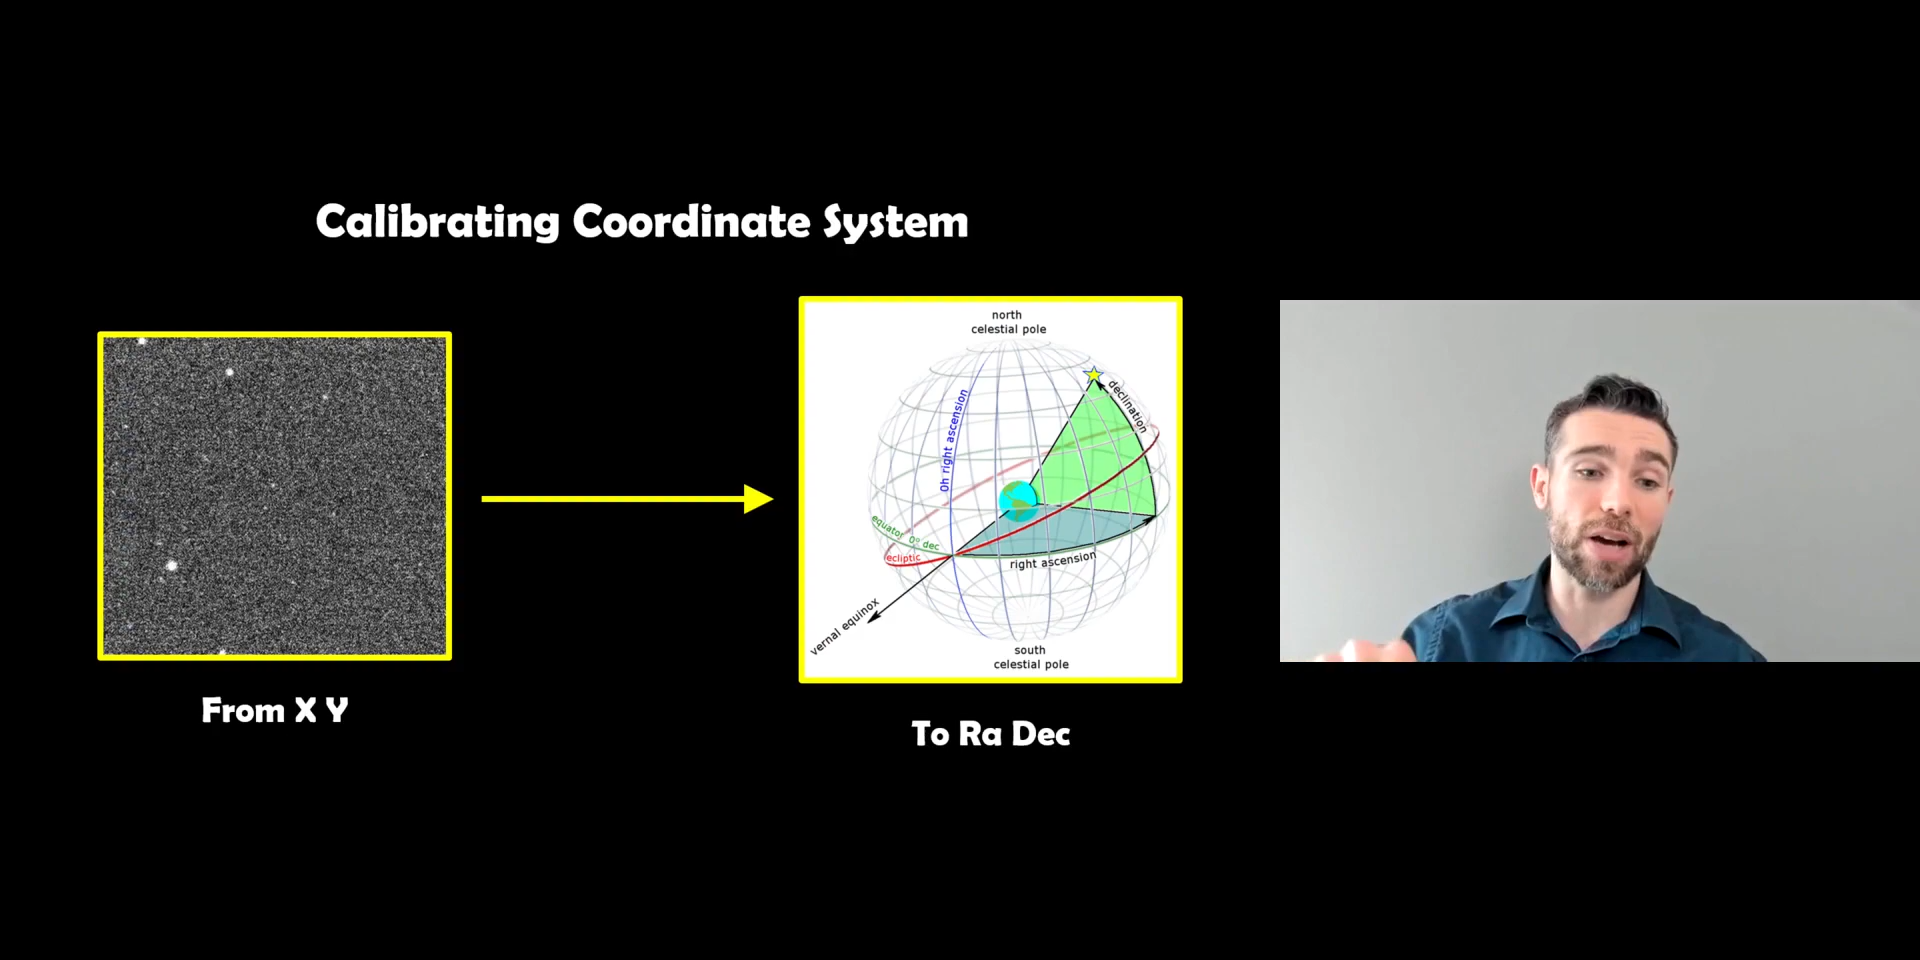 Calibrating Coordinate System
From X Y
north
celestial pole
declination
0h right ascension
equator 0° dec
ecliptic
right ascension
vernal equinox
south
celestial pole
To Ra Dec